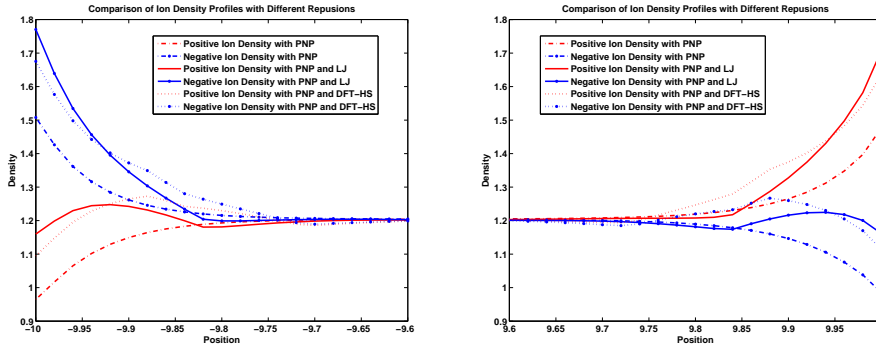 Comparison of Ion Density Profiles with Different Repusions
1.8
1.7
1.6
1.5
1.4
1.3
1.2
1.1
1
0.9
Density
Positive Ion Density with PNP
Negative Ion Density with PNP
Positive Ion Density with PNP and LJ
Negative Ion Density with PNP and LJ
Positive Ion Density with PNP and DFT−HS
Negative Ion Density with PNP and DFT−HS
−10 −9.95 −9.9 −9.85 −9.8 −9.75 −9.7 −9.65 −9.6
Position
Comparison of Ion Density Profiles with Different Repusions
1.8
1.7
1.6
1.5
1.4
1.3
1.2
1.1
1
0.9
Density
Positive Ion Density with PNP
Negative Ion Density with PNP
Positive Ion Density with PNP and LJ
Negative Ion Density with PNP and LJ
Positive Ion Density with PNP and DFT−HS
Negative Ion Density with PNP and DFT−HS
9.6 9.65 9.7 9.75 9.8 9.85 9.9 9.95
Position